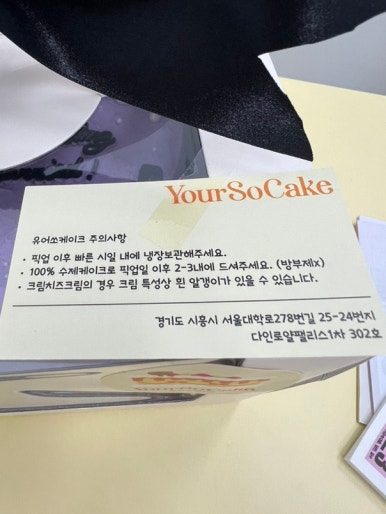 YourSoCake
유어쏘케이크 주의사항
• 픽업 이후 빠른 시일 내에 냉장보관해주세요.
• 100% 수제케이크로 픽업일 이후 2-3내에 드셔주세요. (방부제x)
• 크림치즈크림의 경우 크림 특성상 흰 알갱이가 있을 수 있습니다.
경기도 시흥시 서울대학로278번길 25-24번지
다인로얄팰리스1차 302호